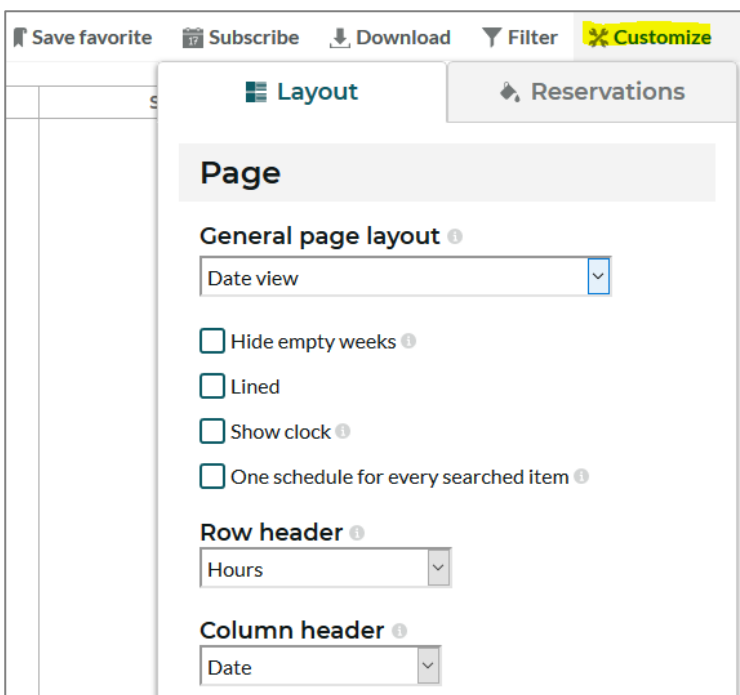 Save favorite 17 Subscribe Download Filter Customize
Layout Reservations
S
Page
General page layout i
Date view
Hide empty weeks i
Lined
Show clock i
One schedule for every searched item i
Row header i
Hours
Column header i
Date